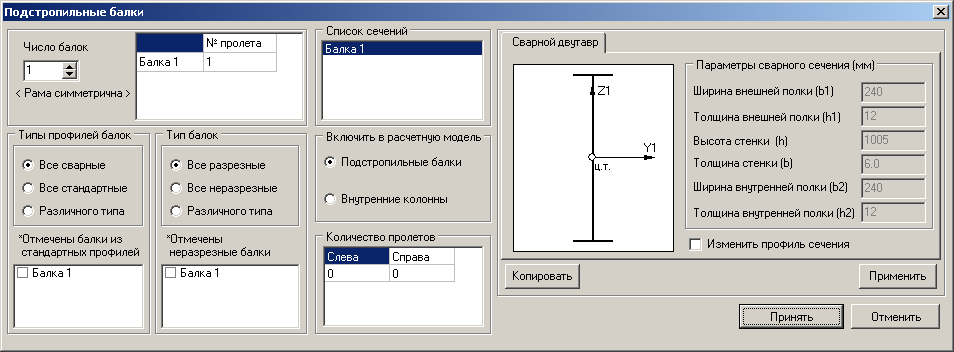 Подстропильные балки
Число балок
1
< Рама симметрична >
№ пролета
Балка 1 1
Список сечений
Балка 1
Типы профилей балок
Все сварные
Все стандартные
Различного типа
*Отмечены балки из
стандартных профилей
Балка 1
Тип балок
Все разрезные
Все неразрезные
Различного типа
*Отмечены
неразрезные балки
Балка 1
Включить в расчетную модель
Подстропильные балки
Внутренние колонны
Количество пролетов
Слева Справа
0 0
Сварной двутавр
Z1
Y1
ц.т.
Параметры сварного сечения (мм)
Ширина внешней полки (b1) 240
Толщина внешней полки (h1) 12
Высота стенки (h) 1005
Толщина стенки (b) 6.0
Ширина внутренней полки (b2) 240
Толщина внутренней полки (h2) 12
Изменить профиль сечения
Копировать
Применить
Принять
Отменить